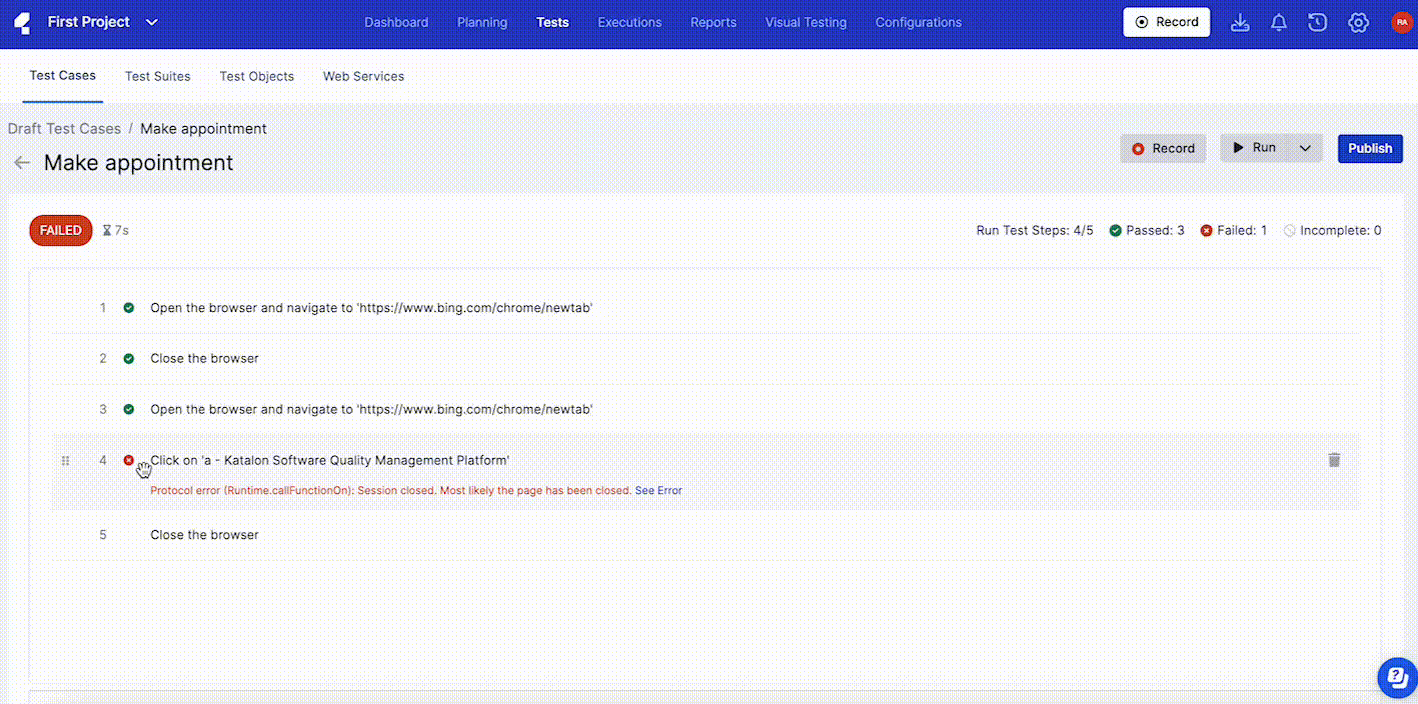 First Project Dashboard Planning Tests Executions Reports Visual Testing Configurations Record RA
Test Cases Test Suites Test Objects Web Services
Draft Test Cases / Make appointment
Make appointment Record Run Publish
FAILED 7s Run Test Steps: 4/5 Passed: 3 Failed: 1 Incomplete: 0
1 Open the browser and navigate to 'https://www.bing.com/chrome/newtab'
2 Close the browser
3 Open the browser and navigate to 'https://www.bing.com/chrome/newtab'
4 Click on 'a - Katalon Software Quality Management Platform'
Protocol error (Runtime.callFunctionOn): Session closed. Most likely the page has been closed. See Error
5 Close the browser